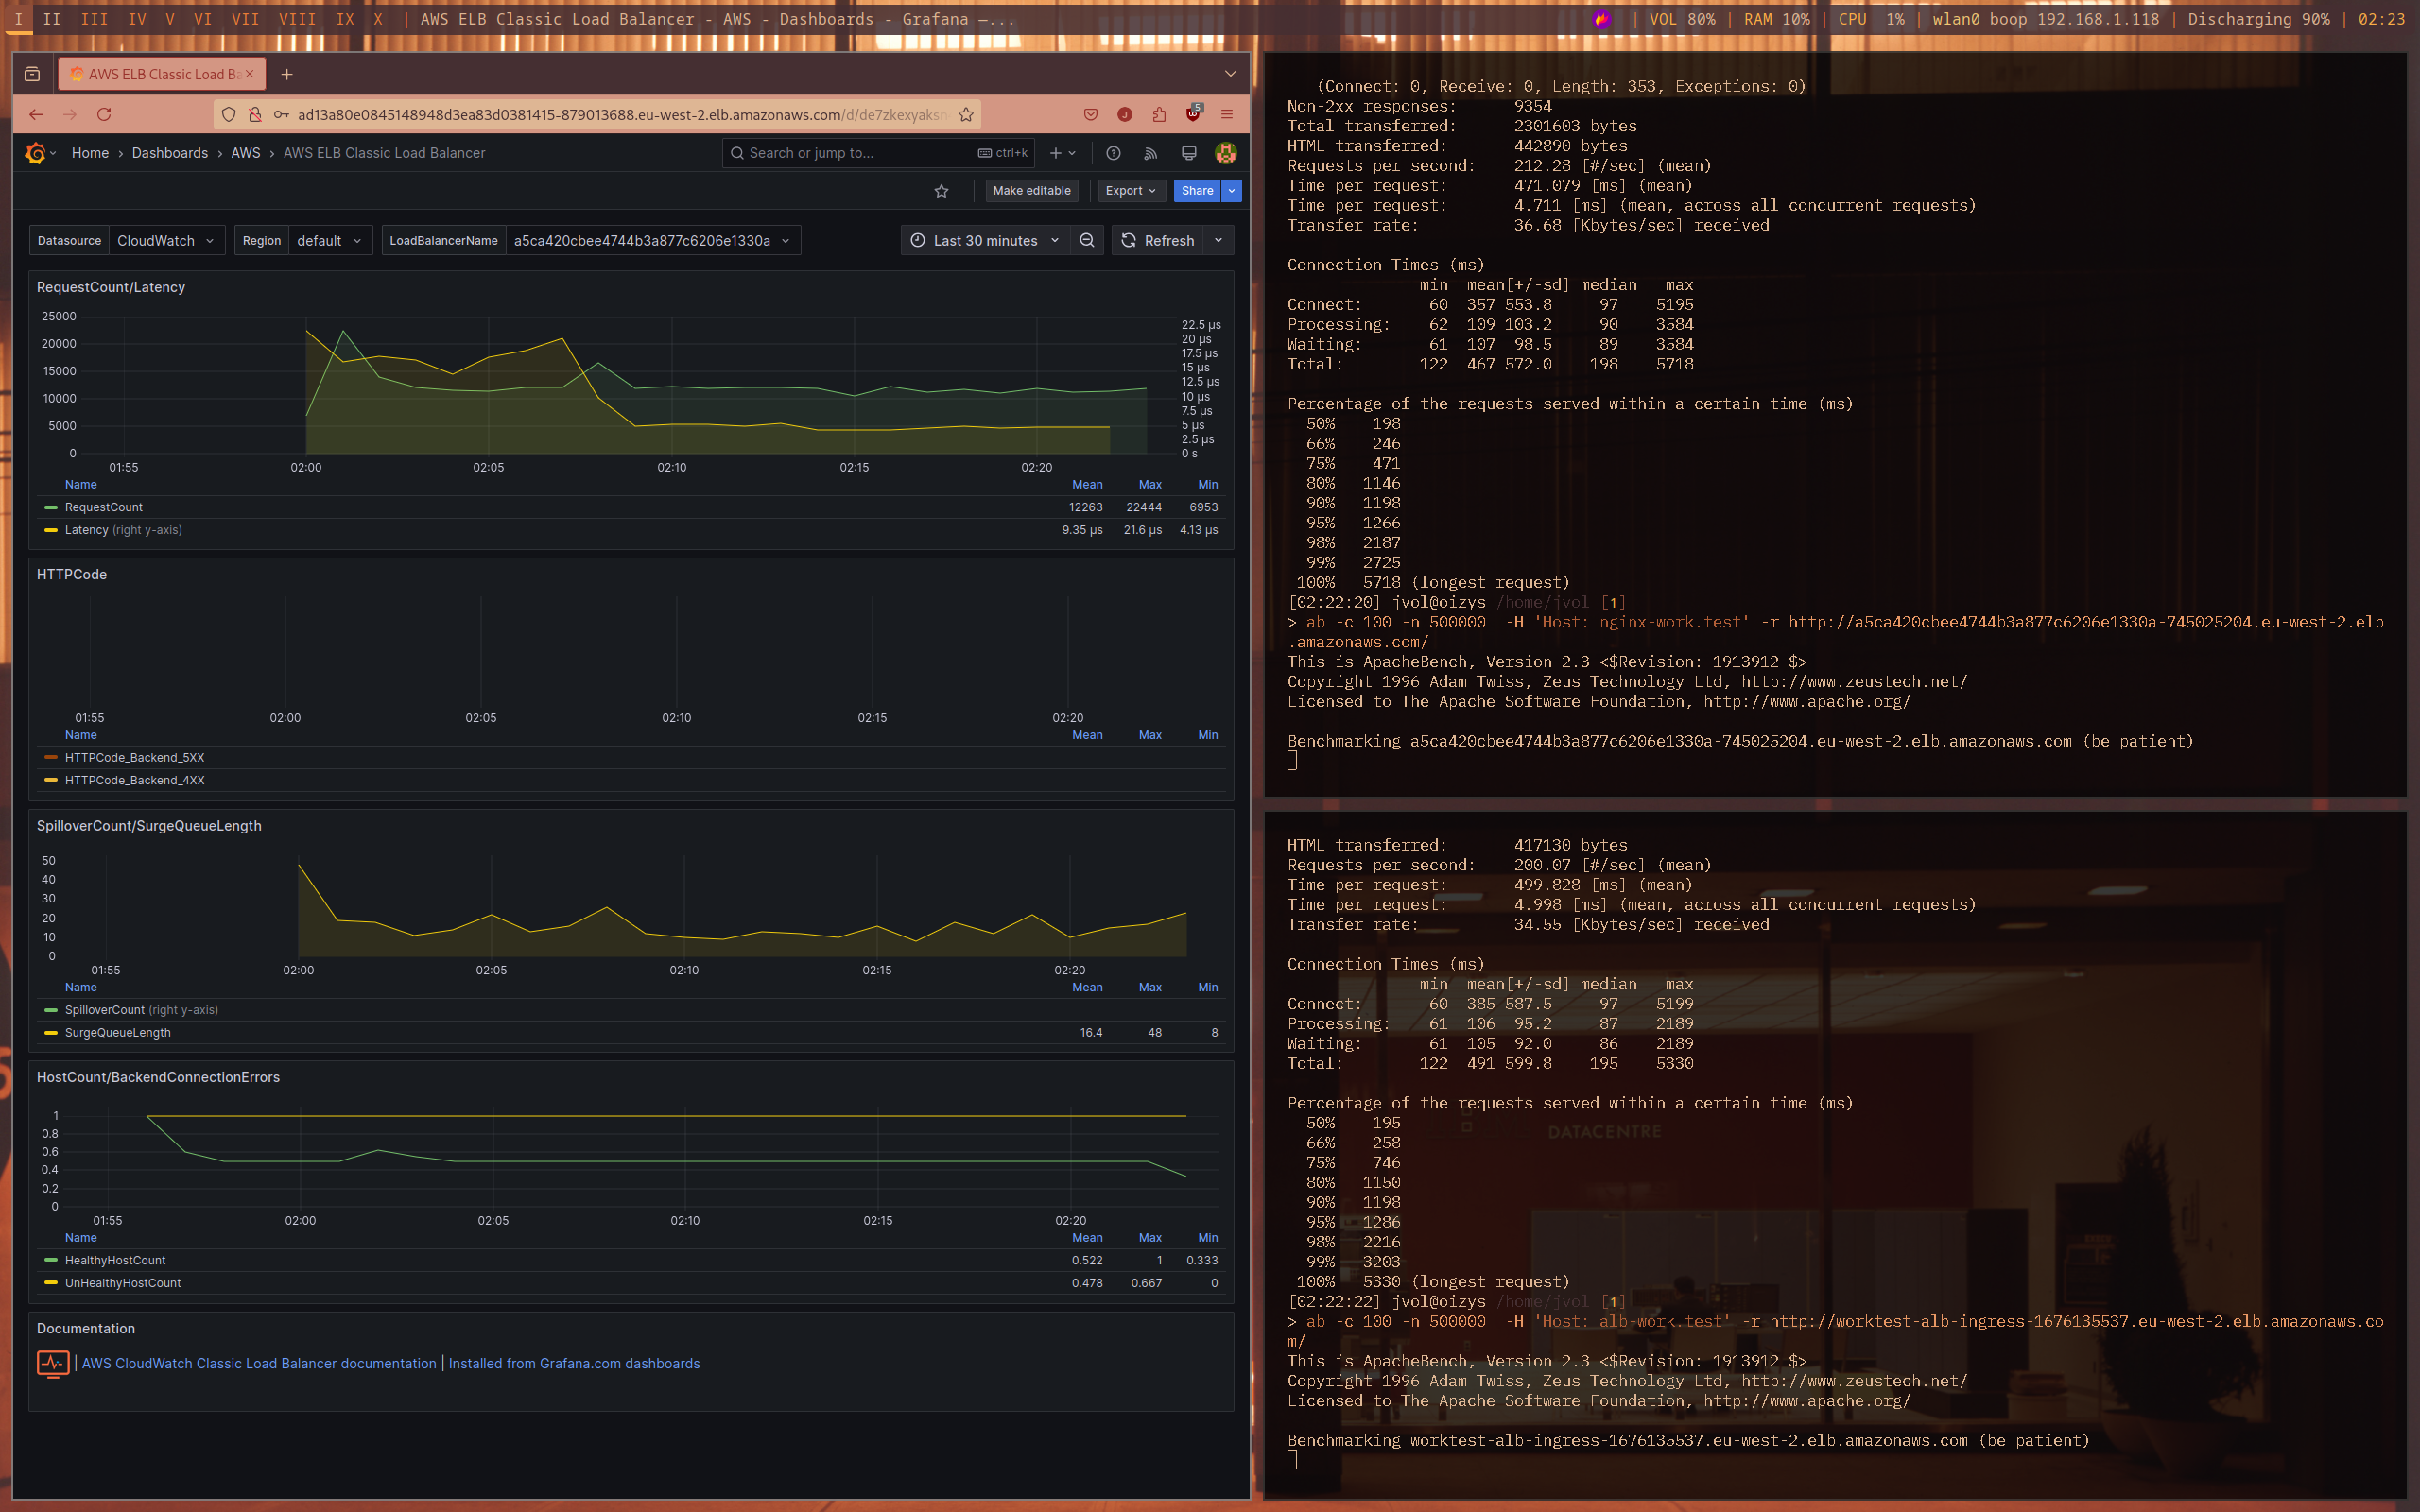 I II III IV V VI VII VIII IX X | AWS ELB Classic Load Balancer - AWS - Dashboards - Grafana —...
| VOL 80% | RAM 10% | CPU 1% | wlan0 boop 192.168.1.118 | Discharging 90% | 02:23
AWS ELB Classic Load Ba
ad13a80e0845148948d3ea83d0381415-879013688.eu-west-2.elb.amazonaws.com/d/de7zkexyaksn
5
Home › Dashboards › AWS › AWS ELB Classic Load Balancer
Search or jump to... ctrl+k
Make editable Export Share
Datasource CloudWatch Region default LoadBalancerName a5ca420cbee4744b3a877c6206e1330a Last 30 minutes Refresh
RequestCount/Latency
25000
20000
15000
10000
5000
0
22.5 µs
20 µs
17.5 µs
15 µs
12.5 µs
10 µs
7.5 µs
5 µs
2.5 µs
0 s
01:55 02:00 02:05 02:10 02:15 02:20
Name Mean Max Min
RequestCount 12263 22444 6953
Latency (right y-axis) 9.35 µs 21.6 µs 4.13 µs
HTTPCode
01:55 02:00 02:05 02:10 02:15 02:20
Name Mean Max Min
HTTPCode_Backend_5XX
HTTPCode_Backend_4XX
SpilloverCount/SurgeQueueLength
50
40
30
20
10
0
01:55 02:00 02:05 02:10 02:15 02:20
Name Mean Max Min
SpilloverCount (right y-axis)
SurgeQueueLength 16.4 48 8
HostCount/BackendConnectionErrors
1
0.8
0.6
0.4
0.2
0
01:55 02:00 02:05 02:10 02:15 02:20
Name Mean Max Min
HealthyHostCount 0.522 1 0.333
UnHealthyHostCount 0.478 0.667 0
Documentation
| AWS CloudWatch Classic Load Balancer documentation | Installed from Grafana.com dashboards
(Connect: 0, Receive: 0, Length: 353, Exceptions: 0)
Non-2xx responses: 9354
Total transferred: 2301603 bytes
HTML transferred: 442890 bytes
Requests per second: 212.28 [#/sec] (mean)
Time per request: 471.079 [ms] (mean)
Time per request: 4.711 [ms] (mean, across all concurrent requests)
Transfer rate: 36.68 [Kbytes/sec] received
Connection Times (ms)
min mean[+/-sd] median max
Connect: 60 357 553.8 97 5195
Processing: 62 109 103.2 90 3584
Waiting: 61 107 98.5 89 3584
Total: 122 467 572.0 198 5718
Percentage of the requests served within a certain time (ms)
50% 198
66% 246
75% 471
80% 1146
90% 1198
95% 1266
98% 2187
99% 2725
100% 5718 (longest request)
[02:22:20] jvol@oizys /home/jvol [1]
> ab -c 100 -n 500000 -H 'Host: nginx-work.test' -r http://a5ca420cbee4744b3a877c6206e1330a-745025204.eu-west-2.elb
.amazonaws.com/
This is ApacheBench, Version 2.3 <$Revision: 1913912 $>
Copyright 1996 Adam Twiss, Zeus Technology Ltd, http://www.zeustech.net/
Licensed to The Apache Software Foundation, http://www.apache.org/
Benchmarking a5ca420cbee4744b3a877c6206e1330a-745025204.eu-west-2.elb.amazonaws.com (be patient)
HTML transferred: 417130 bytes
Requests per second: 200.07 [#/sec] (mean)
Time per request: 499.828 [ms] (mean)
Time per request: 4.998 [ms] (mean, across all concurrent requests)
Transfer rate: 34.55 [Kbytes/sec] received
Connection Times (ms)
min mean[+/-sd] median max
Connect: 60 385 587.5 97 5199
Processing: 61 106 95.2 87 2189
Waiting: 61 105 92.0 86 2189
Total: 122 491 599.8 195 5330
Percentage of the requests served within a certain time (ms)
50% 195
66% 258
DATACENTRE
75% 746
80% 1150
90% 1198
95% 1286
98% 2216
99% 3203
100% 5330 (longest request)
[02:22:22] jvol@oizys /home/jvol [1]
> ab -c 100 -n 500000 -H 'Host: alb-work.test' -r http://worktest-alb-ingress-1676135537.eu-west-2.elb.amazonaws.co
m/
This is ApacheBench, Version 2.3 <$Revision: 1913912 $>
Copyright 1996 Adam Twiss, Zeus Technology Ltd, http://www.zeustech.net/
Licensed to The Apache Software Foundation, http://www.apache.org/
Benchmarking worktest-alb-ingress-1676135537.eu-west-2.elb.amazonaws.com (be patient)